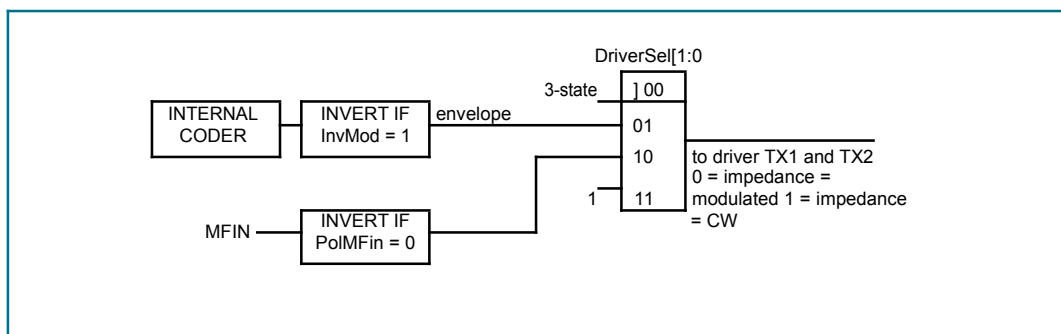 DriverSel[1:0
3-state
] 00
INTERNAL
CODER
INVERT IF
InvMod = 1
envelope
01
10
11
1
to driver TX1 and TX2
0 = impedance =
modulated 1 = impedance
= CW
MFIN
INVERT IF
PolMFin = 0